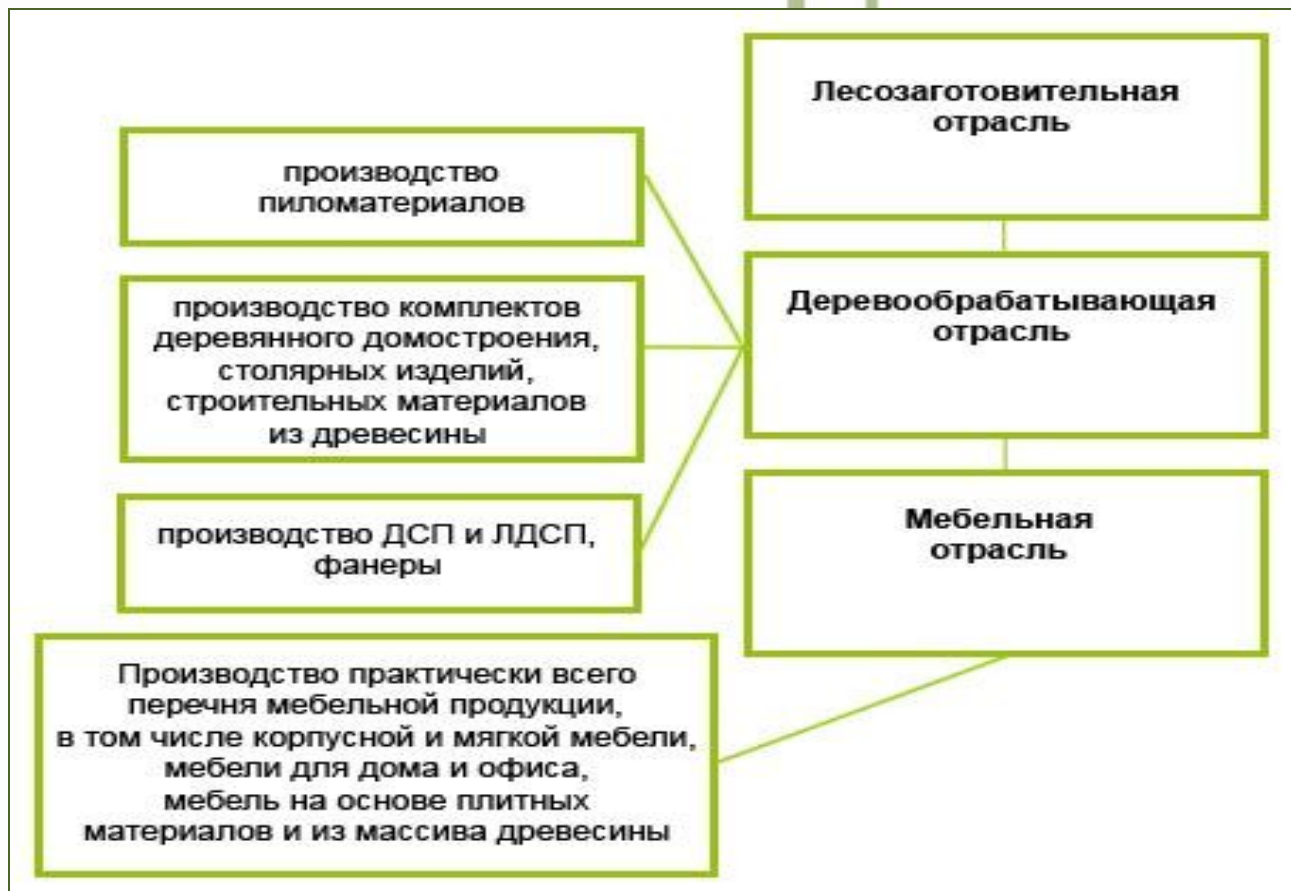 Лесозаготовительная
отрасль
производство
пиломатериалов
Деревообрабатывающая
отрасль
производство комплектов
деревянного домостроения,
столярных изделий,
строительных материалов
из древесины
Мебельная
отрасль
производство ДСП и ЛДСП,
фанеры
Производство практически всего
перечня мебельной продукции,
в том числе корпусной и мягкой мебели,
мебели для дома и офиса,
мебель на основе плитных
материалов и из массива древесины